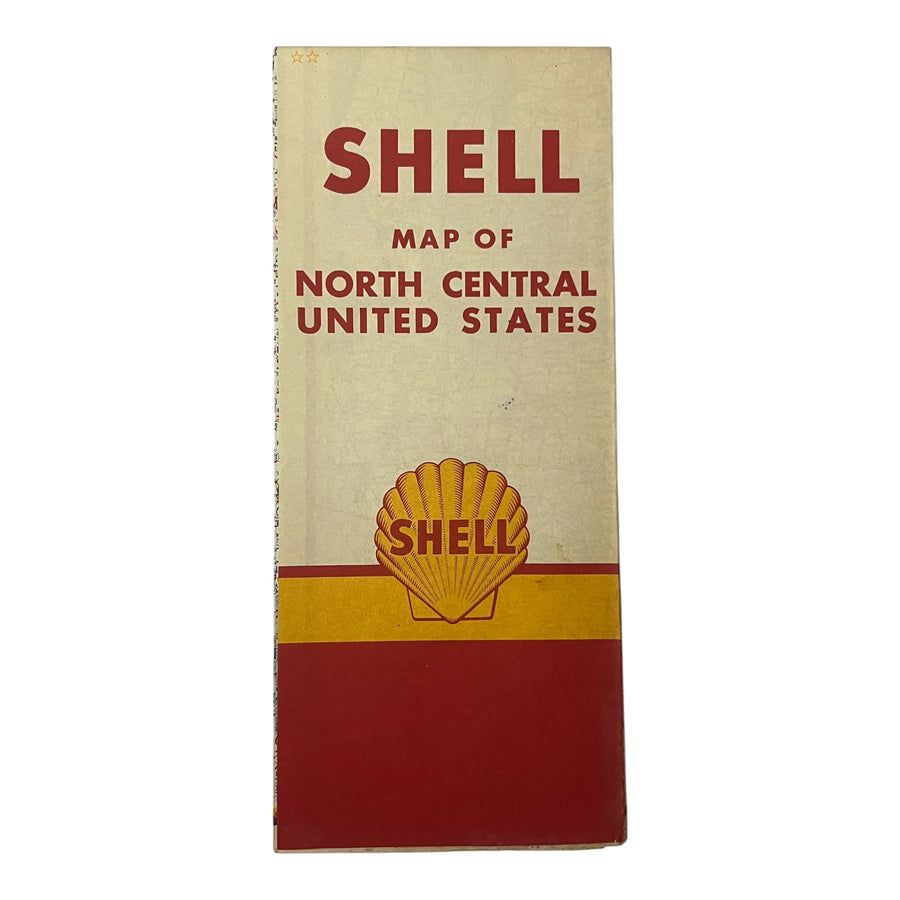 SHELL
MAP OF
NORTH CENTRAL
UNITED STATES
SHELL